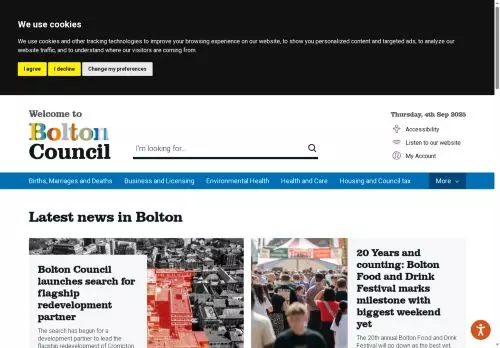 We use cookies
We use cookies and other tracking technologies to improve your browsing experience on our website, to show you personalized content and targeted ads, to analyze our
website traffic, and to understand where our visitors are coming from.
I agree
I decline
Change my preferences
Welcome to
Bolton
Council
Thursday, 4th Sep 2025
I'm looking for...
Accessibility
Listen to our website
My Account
Births, Marriages and Deaths
Business and Licensing
Environmental Health
Health and Care
Housing and Council tax
More
Latest news in Bolton
Bolton Council
launches search for
flagship
redevelopment
partner
The search has begun for a
development partner to lead the
flagship redevelopment of Crompton
20 Years and
counting: Bolton
Food and Drink
Festival marks
milestone with
biggest weekend
yet
The 20th annual Bolton Food and Drink
Festival will go down as the best yet.